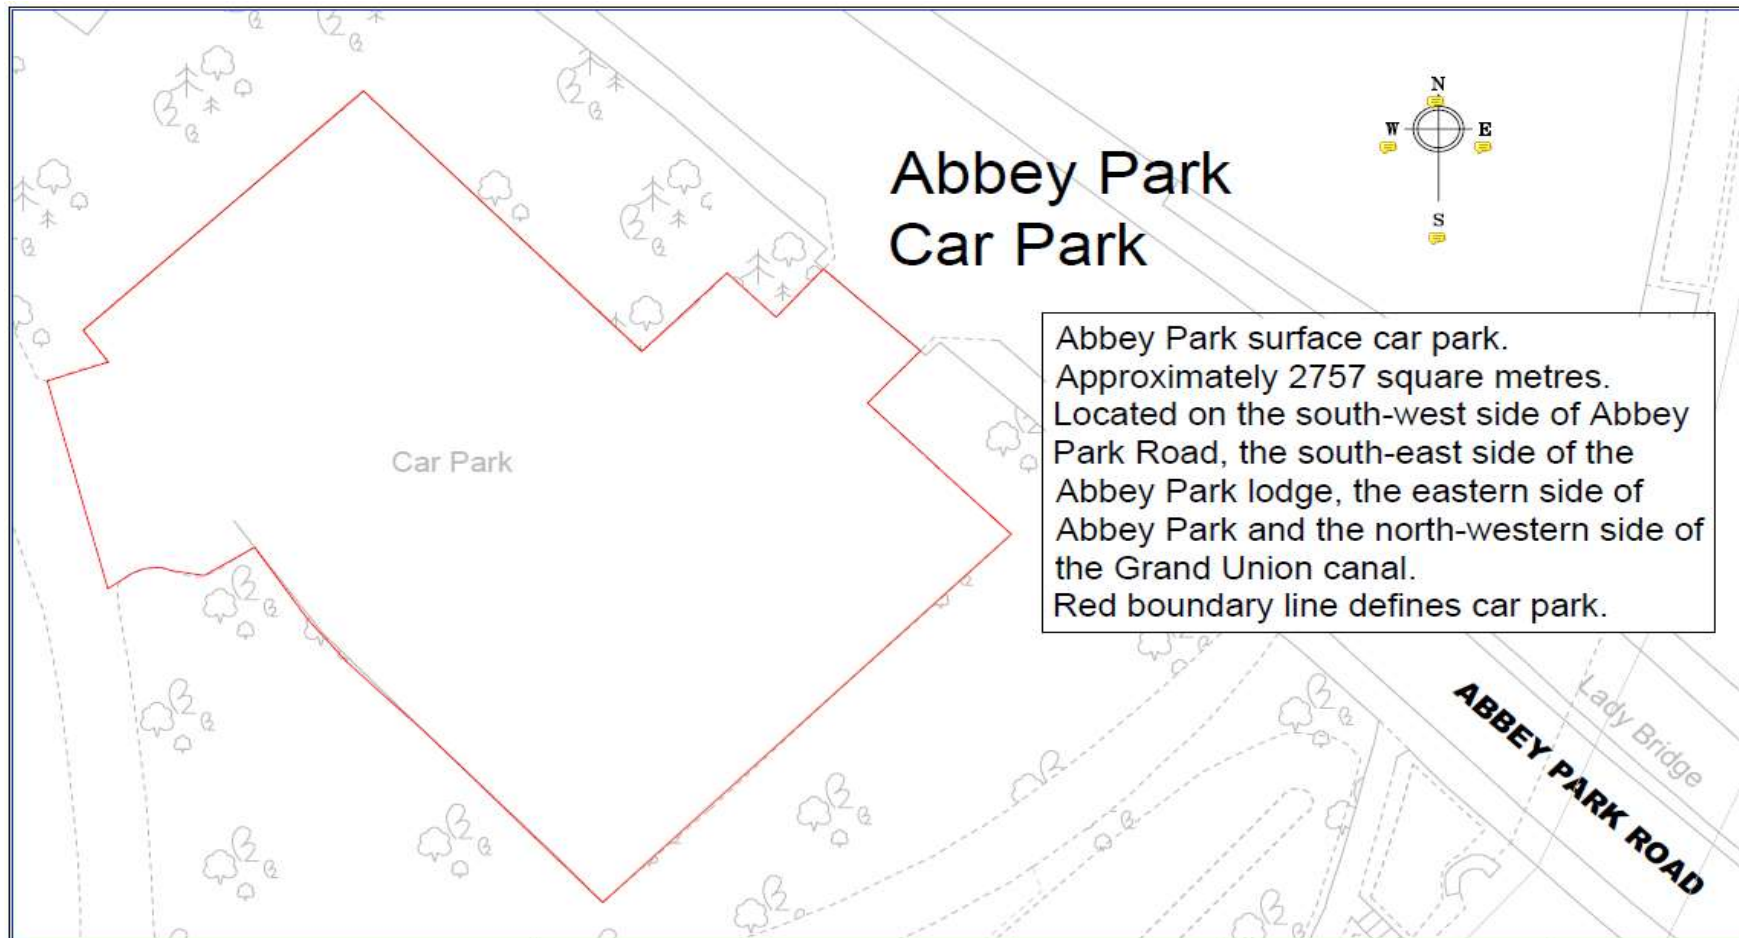 N
W E
S
Abbey Park
Car Park
Abbey Park surface car park.
Approximately 2757 square metres.
Located on the south-west side of Abbey
Park Road, the south-east side of the
Abbey Park lodge, the eastern side of
Abbey Park and the north-western side of
the Grand Union canal.
Red boundary line defines car park.
Car Park
Lady Bridge
ABBEY PARK ROAD